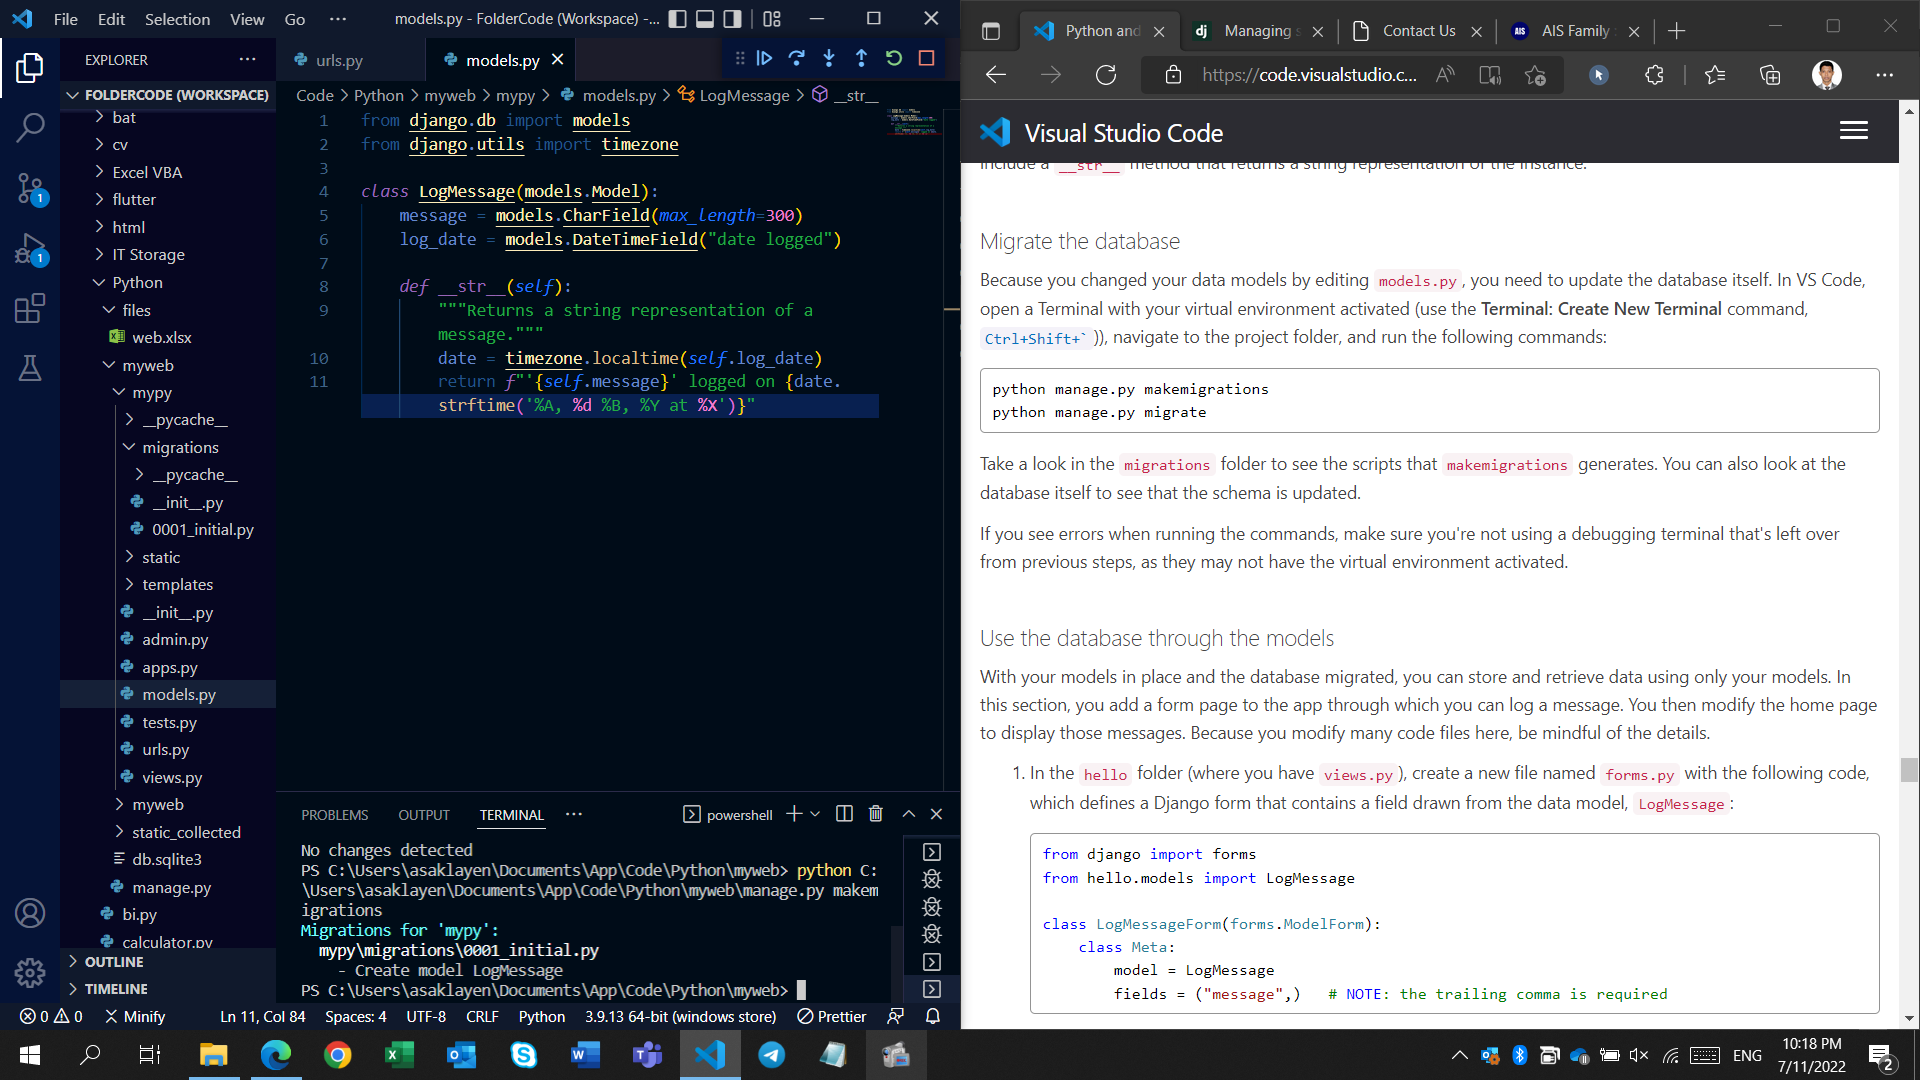 File Edit Selection View Go ··· models.py - FolderCode (Workspace) -...
EXPLORER ···
FOLDERCODE (WORKSPACE)
bat
cv
Excel VBA
flutter
html
IT Storage
Python
files
web.xlsx
myweb
mypy
__pycache__
migrations
__pycache__
__init__.py
0001_initial.py
static
templates
__init__.py
admin.py
apps.py
models.py
tests.py
urls.py
views.py
myweb
static_collected
db.sqlite3
manage.py
bi.py
calculator.py
OUTLINE
TIMELINE
1
1
urls.py models.py
Code > Python > myweb > mypy > models.py > LogMessage > __str__
1 from django.db import models
2 from django.utils import timezone
3
4 class LogMessage(models.Model):
5 message = models.CharField(max_length=300)
6 log_date = models.DateTimeField("date logged")
7
8 def __str__(self):
9 """Returns a string representation of a
message."""
10 date = timezone.localtime(self.log_date)
11 return f"'{self.message}' logged on {date.
strftime('%A, %d %B, %Y at %X')}"
PROBLEMS OUTPUT TERMINAL ··· powershell
No changes detected
PS C:\Users\asaklayen\Documents\App\Code\Python\myweb> python C:
\Users\asaklayen\Documents\App\Code\Python\myweb\manage.py makem
igrations
Migrations for 'mypy':
mypy\migrations\0001_initial.py
- Create model LogMessage
PS C:\Users\asaklayen\Documents\App\Code\Python\myweb>
0 0 Minify Ln 11, Col 84 Spaces: 4 UTF-8 CRLF Python 3.9.13 64-bit (windows store) Prettier
Python and dj Managing s Contact Us AIS AIS Family
https://code.visualstudio.c...
Visual Studio Code
include a __str__ method that returns a string representation of the instance.
Migrate the database
Because you changed your data models by editing models.py, you need to update the database itself. In VS Code,
open a Terminal with your virtual environment activated (use the Terminal: Create New Terminal command,
Ctrl+Shift+` )), navigate to the project folder, and run the following commands:
python manage.py makemigrations
python manage.py migrate
Take a look in the migrations folder to see the scripts that makemigrations generates. You can also look at the
database itself to see that the schema is updated.
If you see errors when running the commands, make sure you're not using a debugging terminal that's left over
from previous steps, as they may not have the virtual environment activated.
Use the database through the models
With your models in place and the database migrated, you can store and retrieve data using only your models. In
this section, you add a form page to the app through which you can log a message. You then modify the home page
to display those messages. Because you modify many code files here, be mindful of the details.
1. In the hello folder (where you have views.py), create a new file named forms.py with the following code,
which defines a Django form that contains a field drawn from the data model, LogMessage:
from django import forms
from hello.models import LogMessage
class LogMessageForm(forms.ModelForm):
class Meta:
model = LogMessage
fields = ("message",) # NOTE: the trailing comma is required
ENG 10:18 PM
7/11/2022
2